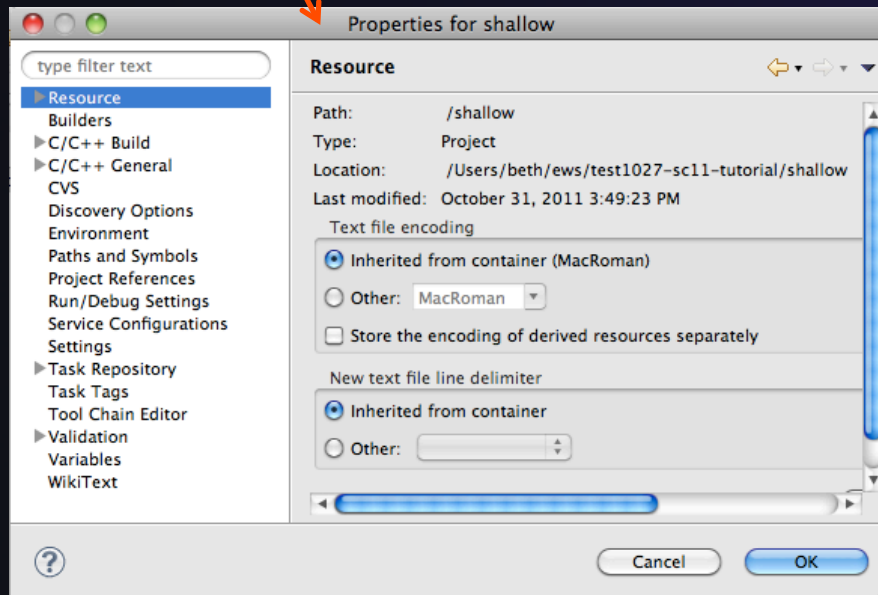 Properties for shallow
type filter text
Resource
Builders
C/C++ Build
C/C++ General
CVS
Discovery Options
Environment
Paths and Symbols
Project References
Run/Debug Settings
Service Configurations
Settings
Task Repository
Task Tags
Tool Chain Editor
Validation
Variables
WikiText
Resource
Path: /shallow
Type: Project
Location: /Users/beth/ews/test1027-sc11-tutorial/shallow
Last modified: October 31, 2011 3:49:23 PM
Text file encoding
Inherited from container (MacRoman)
Other: MacRoman
Store the encoding of derived resources separately
New text file line delimiter
Inherited from container
Other:
?
Cancel
OK